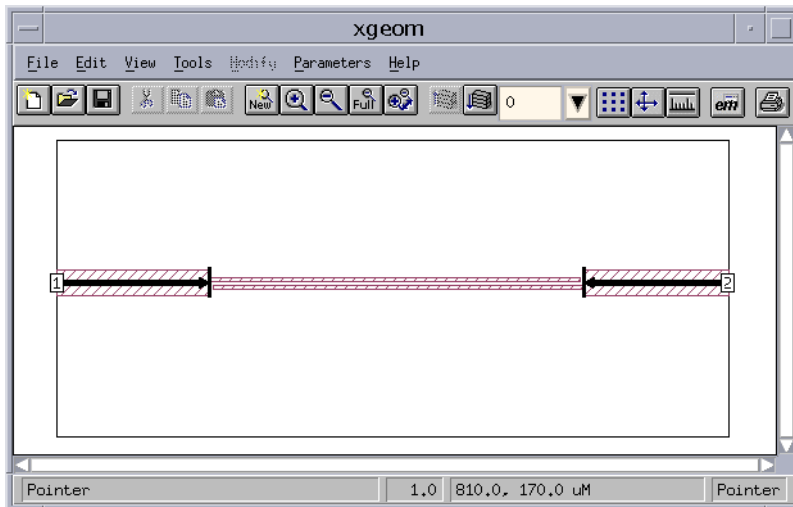 xgeom
File Edit View Tools Modify Parameters Help
New Full 0 em
1 2
Pointer 1.0 810.0, 170.0 uM Pointer